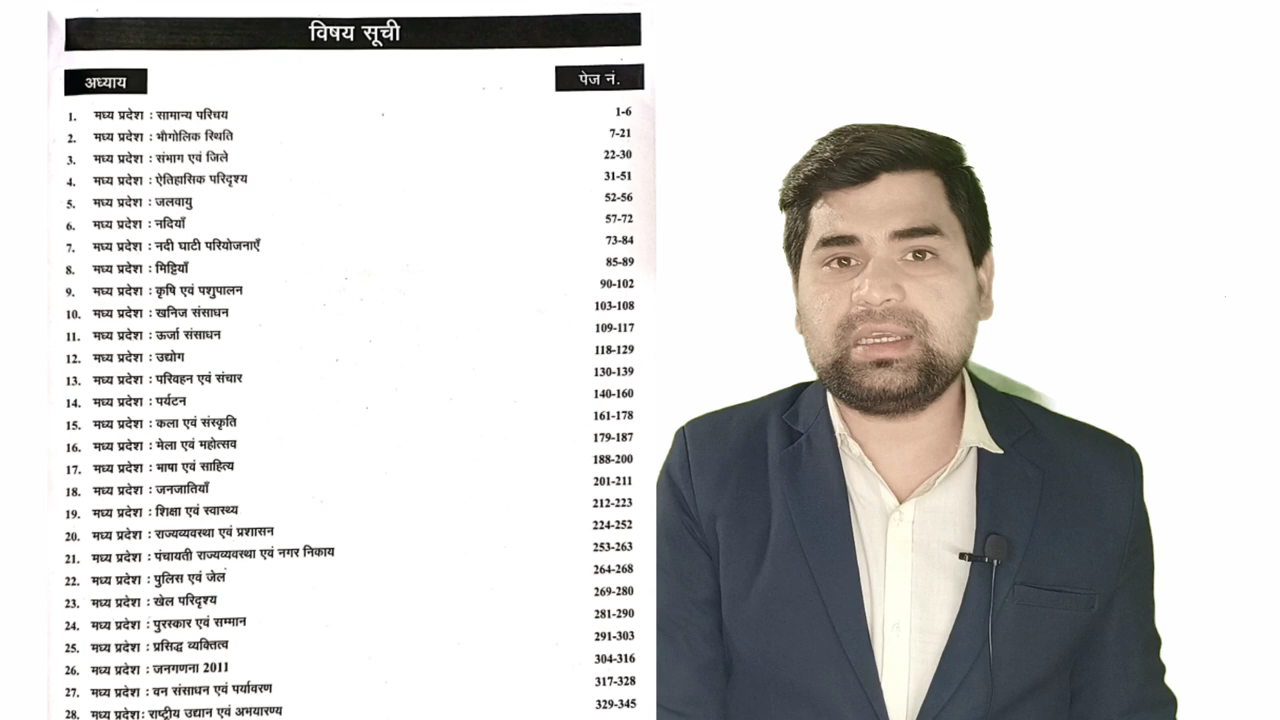 विषय सूची
अध्याय पेज नं.
1. मध्य प्रदेश : सामान्य परिचय 1-6
2. मध्य प्रदेश : भौगोलिक स्थिति 7-21
3. मध्य प्रदेश : संभाग एवं जिले 22-30
4. मध्य प्रदेश : ऐतिहासिक परिदृश्य 31-51
5. मध्य प्रदेश : जलवायु 52-56
6. मध्य प्रदेश : नदियाँ 57-72
7. मध्य प्रदेश : नदी घाटी परियोजनाएँ 73-84
8. मध्य प्रदेश : मिट्टियाँ 85-89
9. मध्य प्रदेश : कृषि एवं पशुपालन 90-102
10. मध्य प्रदेश : खनिज संसाधन 103-108
11. मध्य प्रदेश : ऊर्जा संसाधन 109-117
12. मध्य प्रदेश : उद्योग 118-129
13. मध्य प्रदेश : परिवहन एवं संचार 130-139
14. मध्य प्रदेश : पर्यटन 140-160
15. मध्य प्रदेश : कला एवं संस्कृति 161-178
16. मध्य प्रदेश : मेला एवं महोत्सव 179-187
17. मध्य प्रदेश : भाषा एवं साहित्य 188-200
18. मध्य प्रदेश : जनजातियाँ 201-211
19. मध्य प्रदेश : शिक्षा एवं स्वास्थ्य 212-223
20. मध्य प्रदेश : राज्यव्यवस्था एवं प्रशासन 224-252
21. मध्य प्रदेश : पंचायती राज्यव्यवस्था एवं नगर निकाय 253-263
22. मध्य प्रदेश : पुलिस एवं जेल 264-268
23. मध्य प्रदेश : खेल परिदृश्य 269-280
24. मध्य प्रदेश : पुरस्कार एवं सम्मान 281-290
25. मध्य प्रदेश : प्रसिद्ध व्यक्तित्व 291-303
26. मध्य प्रदेश : जनगणना 2011 304-316
27. मध्य प्रदेश : वन संसाधन एवं पर्यावरण 317-328
28. मध्य प्रदेश : राष्ट्रीय उद्यान एवं अभयारण्य 329-345